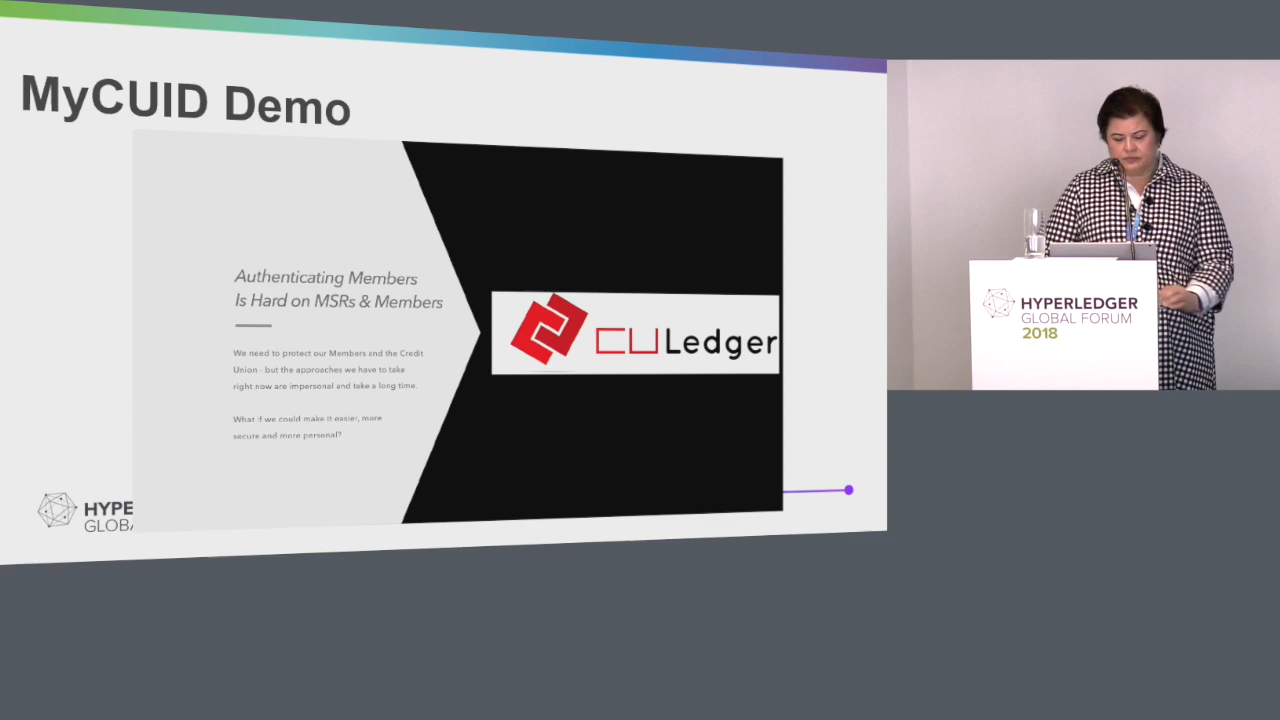 MyCUID Demo
Authenticating Members
Is Hard on MSRs & Members
We need to protect our Members and the Credit
Union - but the approaches we have to take
right now are impersonal and take a long time.
What if we could make it easier, more
secure and more personal?
CULedger
HYPE
GLOBA
HYPERLEDGER
GLOBAL FORUM
2018